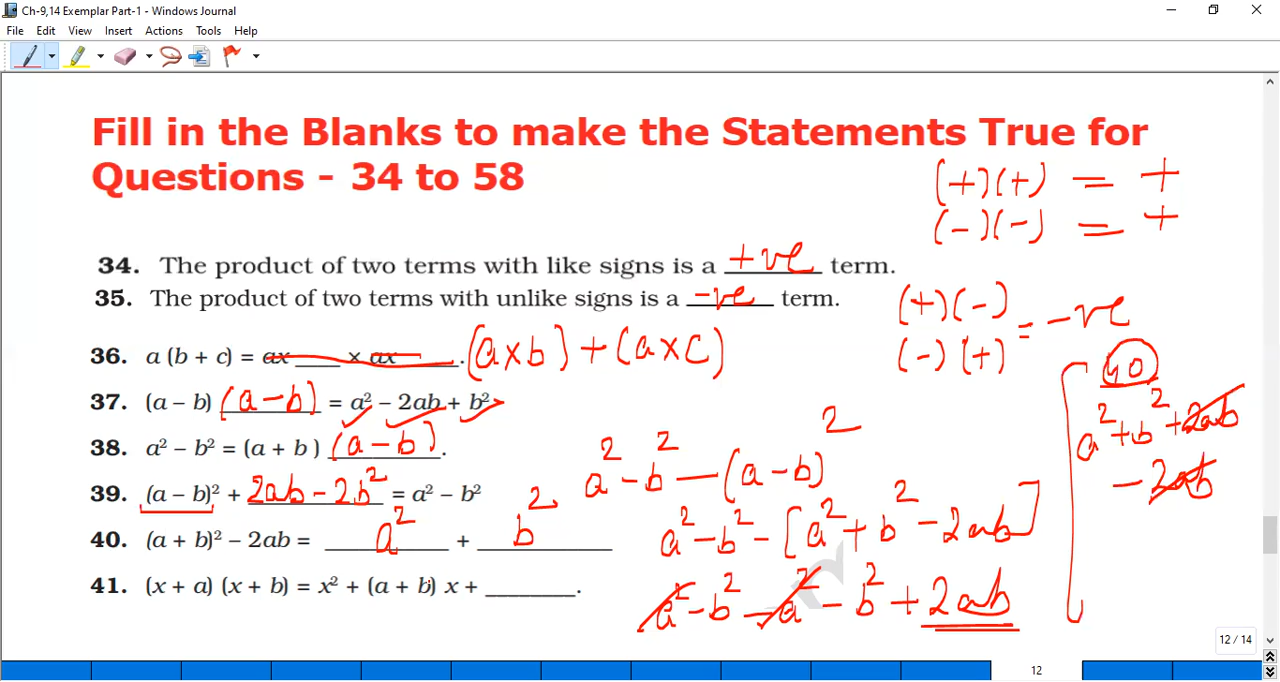 Ch-9,14 Exemplar Part-1 - Windows Journal
File Edit View Insert Actions Tools Help
Fill in the Blanks to make the Statements True for
Questions - 34 to 58
(+)(+) = +
(-)(-) = +
34. The product of two terms with like signs is a +ve term.
35. The product of two terms with unlike signs is a -ve term.
(+)(-)
(-)(+) = -ve
36. a (b + c) = ax ____ × ax ____. (a×b) + (a×c)
37. (a – b) (a-b) = a² – 2ab + b²
38. a² – b² = (a + b ) (a-b).
39. (a – b)² + 2ab - 2b² = a² – b²
40. (a + b)² – 2ab = a² + b²
41. (x + a) (x + b) = x² + (a + b) x + ________.
a² - b² - (a-b)²
a² - b² - [a² + b² - 2ab]
a² - b² - a² - b² + 2ab
40
a² + b² + 2ab
- 2ab
12 / 14
12